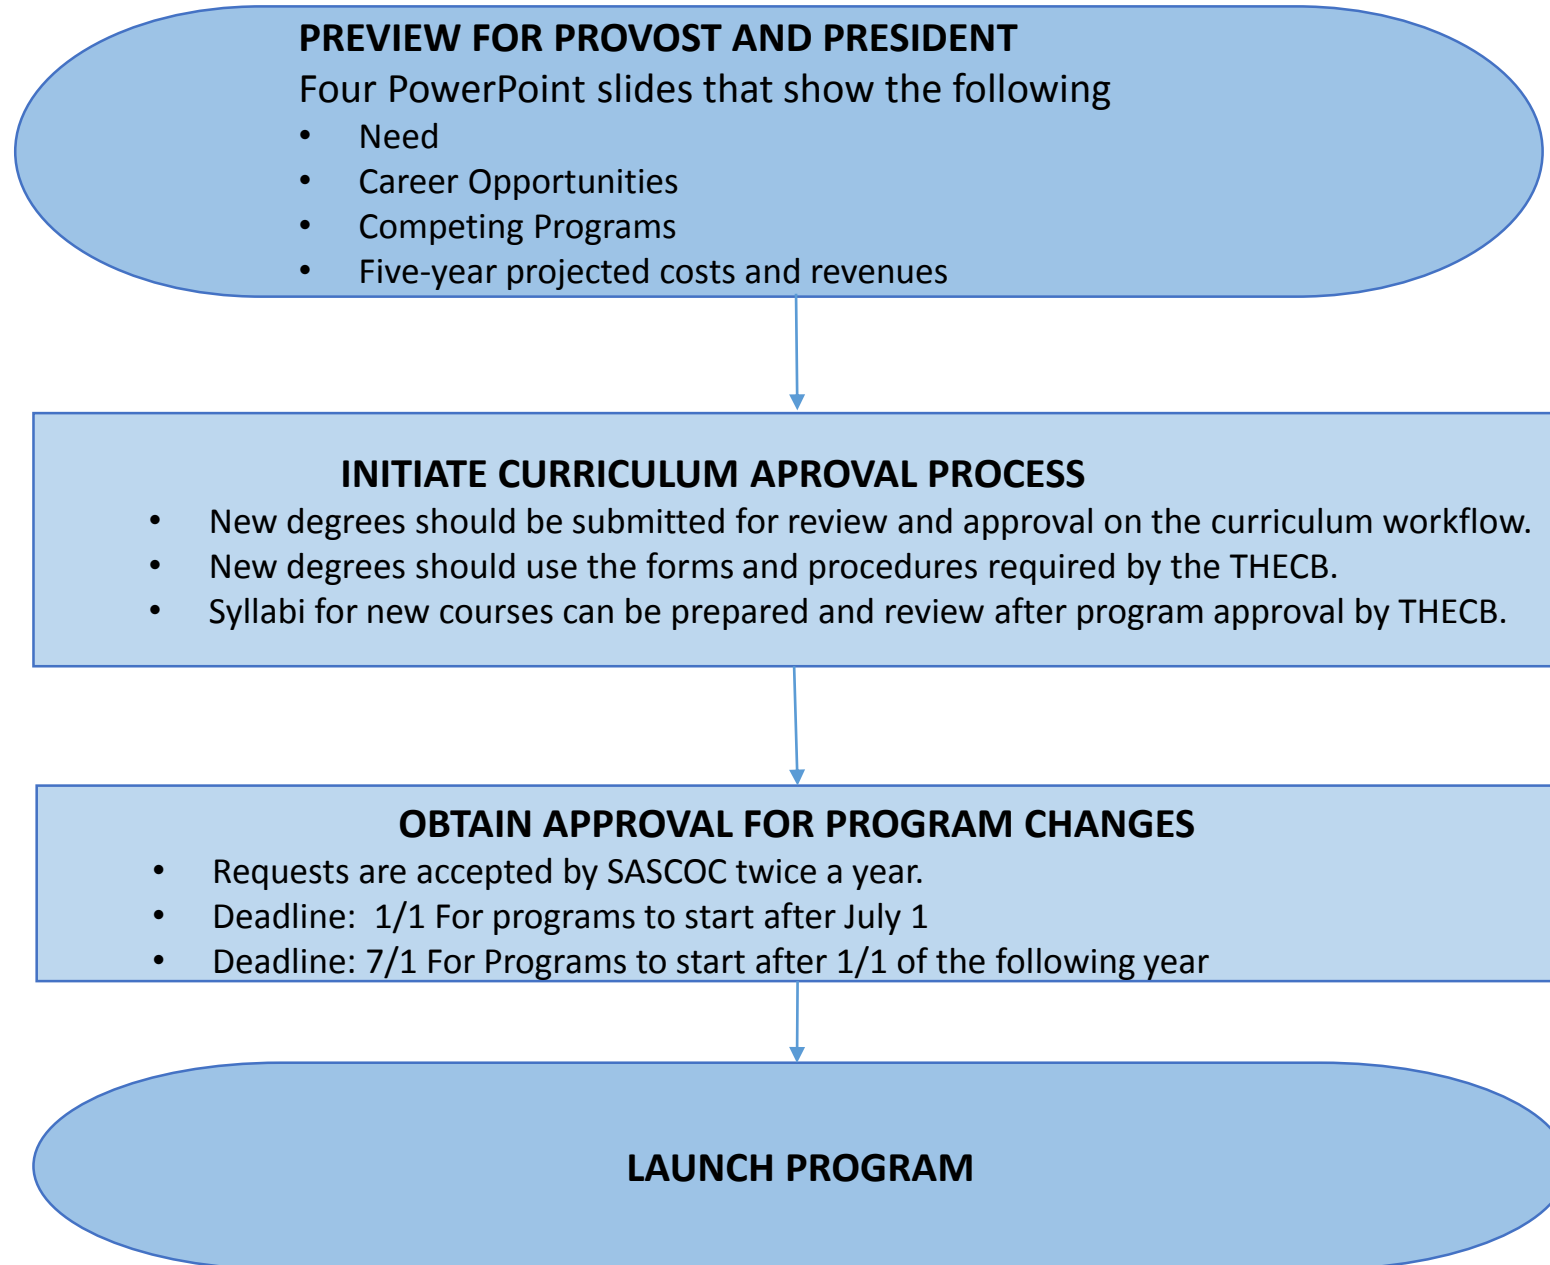 PREVIEW FOR PROVOST AND PRESIDENT
Four PowerPoint slides that show the following
• Need
• Career Opportunities
• Competing Programs
• Five-year projected costs and revenues
INITIATE CURRICULUM APROVAL PROCESS
• New degrees should be submitted for review and approval on the curriculum workflow.
• New degrees should use the forms and procedures required by the THECB.
• Syllabi for new courses can be prepared and review after program approval by THECB.
OBTAIN APPROVAL FOR PROGRAM CHANGES
• Requests are accepted by SASCOC twice a year.
• Deadline:  1/1 For programs to start after July 1
• Deadline: 7/1 For Programs to start after 1/1 of the following year
LAUNCH PROGRAM